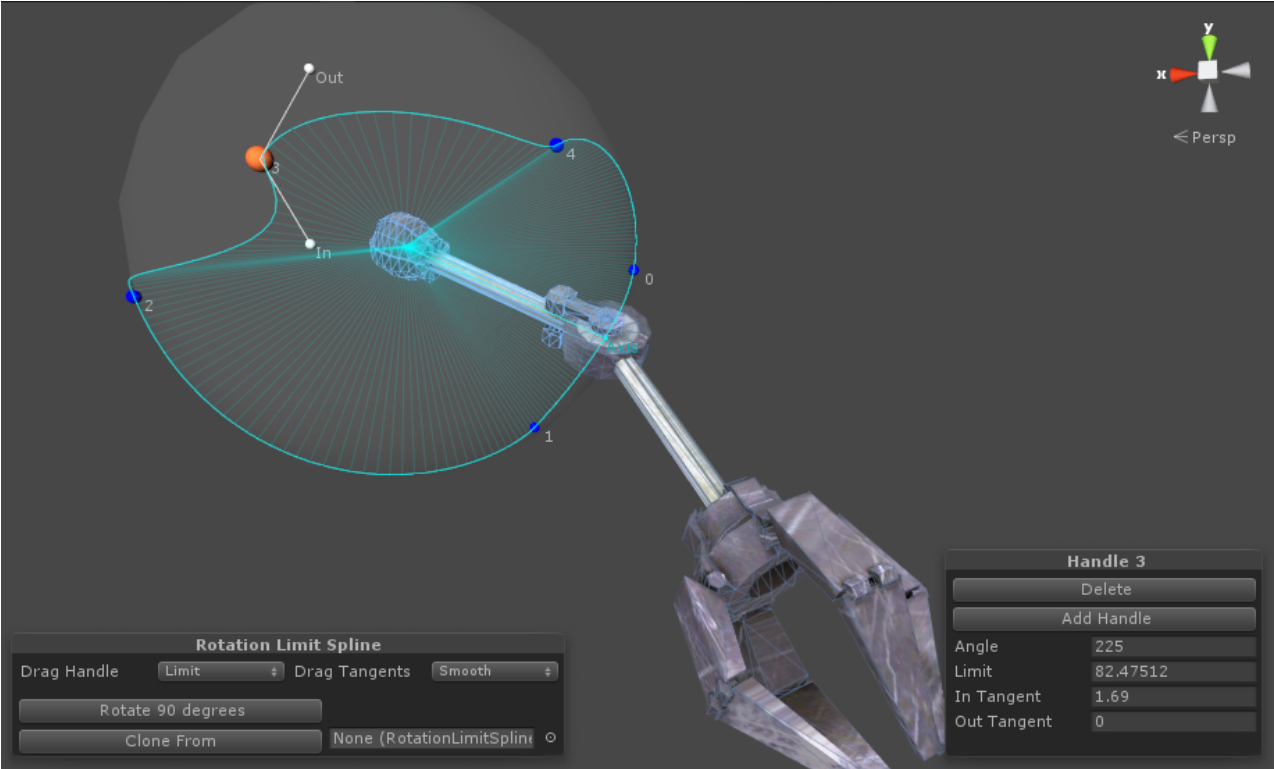 y
x
Persp
Out
3
4
In
0
2
Axis
1
Handle 3
Delete
Add Handle
Angle 225
Limit 82.47512
In Tangent 1.69
Out Tangent 0
Rotation Limit Spline
Drag Handle Limit Drag Tangents Smooth
Rotate 90 degrees
Clone From None (RotationLimitSpline